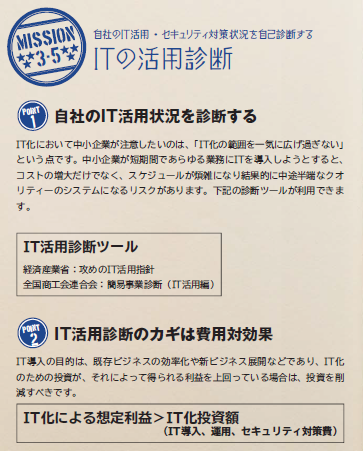 MISSION
3・5
自社のIT活用・セキュリティ対策状況を自己診断する
ITの活用診断
POINT
1
自社のIT活用状況を診断する
IT化において中小企業が注意したいのは、「IT化の範囲を一気に広げ過ぎない」
という点です。中小企業が短期間であらゆる業務にITを導入しようとすると、
コストの増大だけでなく、スケジュールが煩雑になり結果的に中途半端なクオ
リティーのシステムになるリスクがあります。下記の診断ツールが利用できま
す。
IT活用診断ツール
経済産業省：攻めのIT活用指針
全国商工会連合会：簡易事業診断（IT活用編）
POINT
2
IT活用診断のカギは費用対効果
IT導入の目的は、既存ビジネスの効率化や新ビジネス展開などであり、IT化
のための投資が、それによって得られる利益を上回っている場合は、投資を削
減すべきです。
IT化による想定利益＞IT化投資額
（IT導入、運用、セキュリティ対策費）